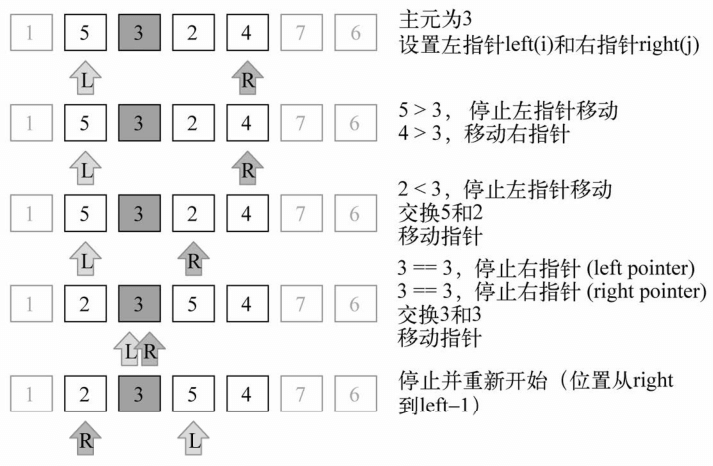 1 5 3 2 4 7 6
主元为3
设置左指针left(i)和右指针right(j)
L R
1 5 3 2 4 7 6
5 > 3， 停止左指针移动
4 > 3，移动右指针
L R
1 5 3 2 4 7 6
2 < 3，停止左指针移动
交换5和2
移动指针
L R
1 2 3 5 4 7 6
3 == 3，停止右指针 (left pointer)
3 == 3，停止右指针 (right pointer)
交换3和3
移动指针
L R
1 2 3 5 4 7 6
停止并重新开始（位置从right
到left–1）
R L